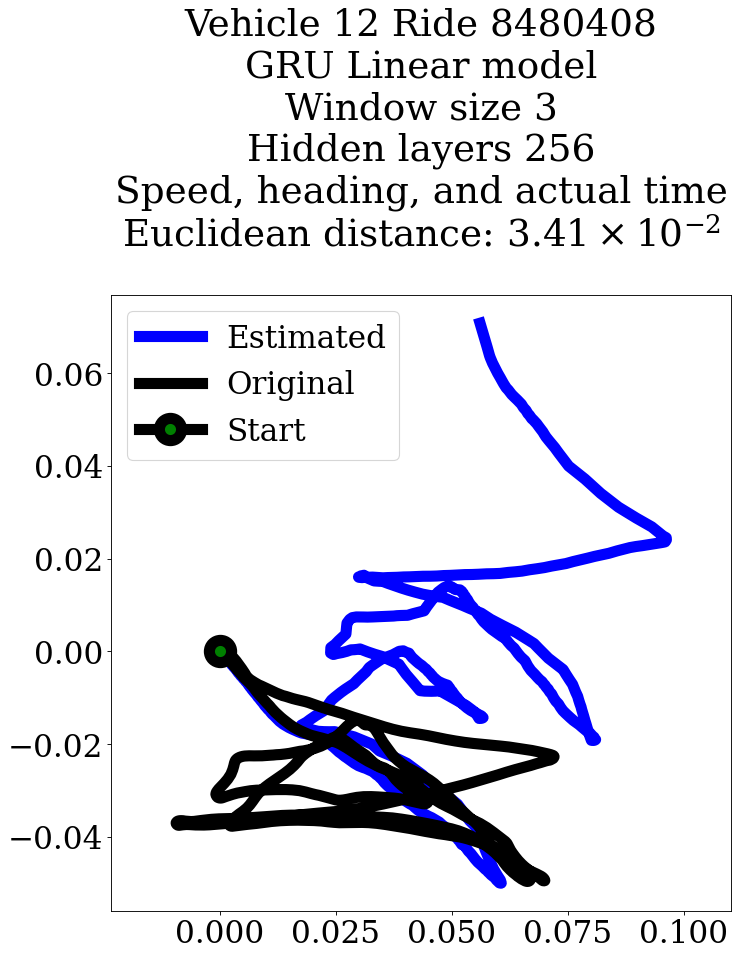 Vehicle 12 Ride 8480408
GRU Linear model
Window size 3
Hidden layers 256
Speed, heading, and actual time
Euclidean distance: 3.41 × 10⁻²
Estimated
Original
Start
0.06
0.04
0.02
0.00
−0.02
−0.04
0.000 0.025 0.050 0.075 0.100